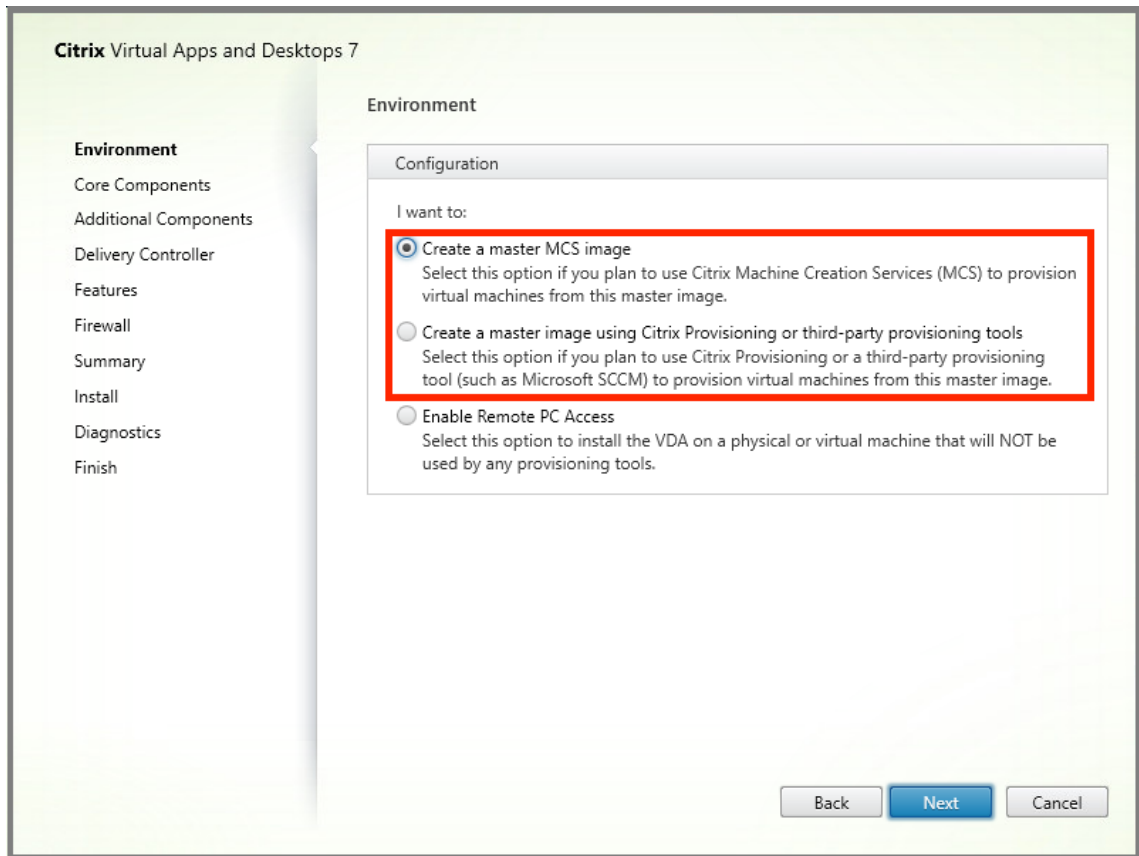 Citrix Virtual Apps and Desktops 7
Environment
Core Components
Additional Components
Delivery Controller
Features
Firewall
Summary
Install
Diagnostics
Finish
Environment
Configuration
I want to:
Create a master MCS image
Select this option if you plan to use Citrix Machine Creation Services (MCS) to provision
virtual machines from this master image.
Create a master image using Citrix Provisioning or third-party provisioning tools
Select this option if you plan to use Citrix Provisioning or a third-party provisioning
tool (such as Microsoft SCCM) to provision virtual machines from this master image.
Enable Remote PC Access
Select this option to install the VDA on a physical or virtual machine that will NOT be
used by any provisioning tools.
Back
Next
Cancel